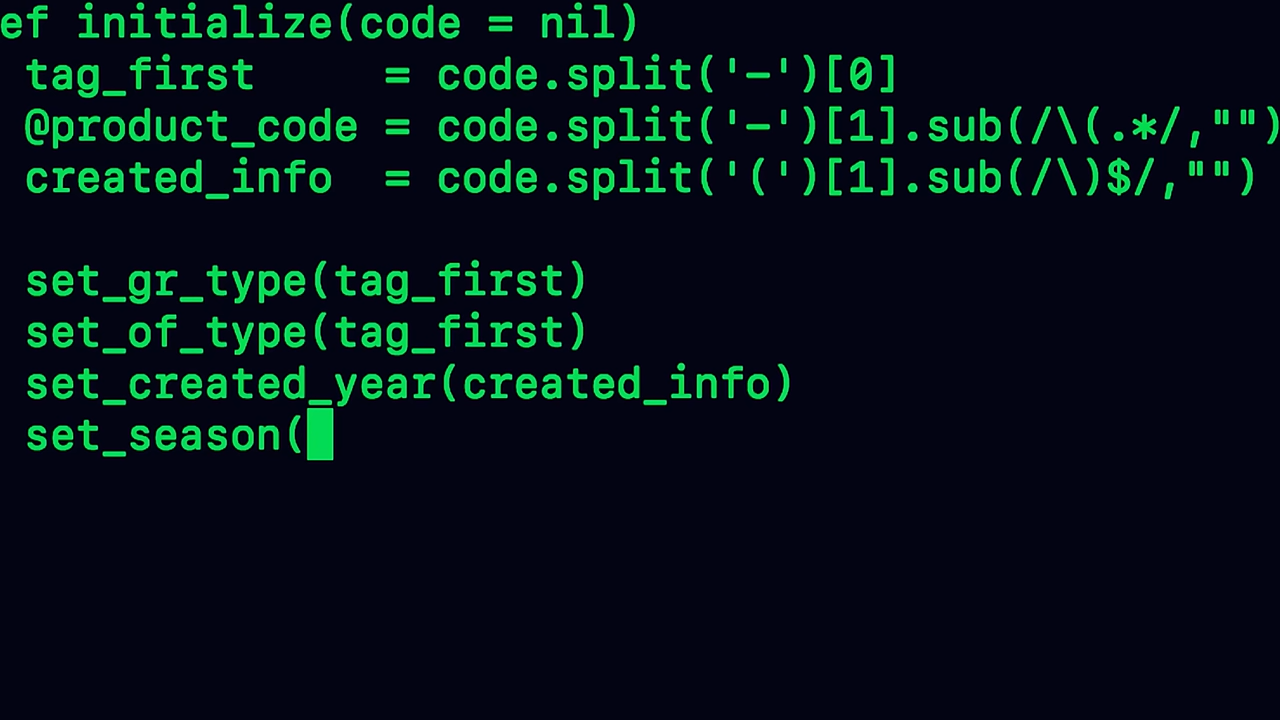 ef initialize(code = nil)
tag_first     = code.split('-')[0]
@product_code = code.split('-')[1].sub(/\(.*/,"")
created_info  = code.split('(')[1].sub(/\)$/,"")
set_gr_type(tag_first)
set_of_type(tag_first)
set_created_year(created_info)
set_season(